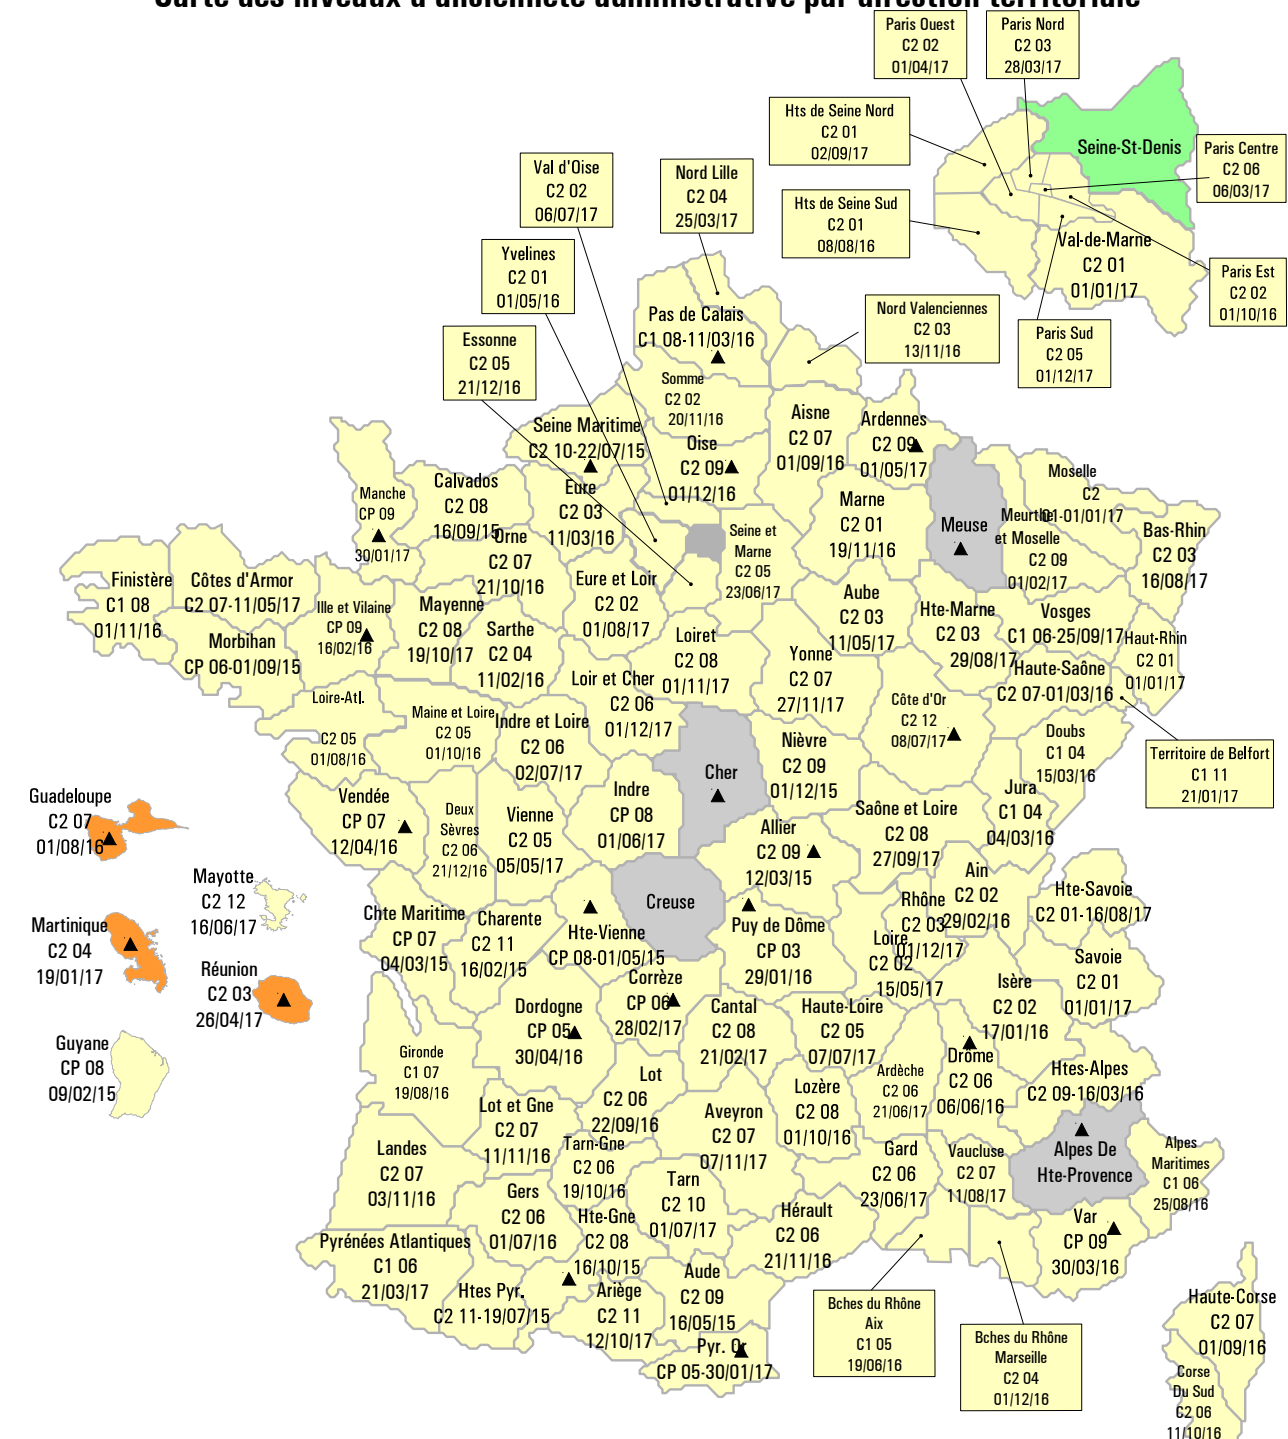 Carte des niveaux d'ancienneté administrative par direction territoriale
Paris Ouest
C2 02
01/04/17
Paris Nord
C2 03
28/03/17
Hts de Seine Nord
C2 01
02/09/17
Seine-St-Denis
Paris Centre
C2 06
06/03/17
Val d'Oise
C2 02
06/07/17
Nord Lille
C2 04
25/03/17
Hts de Seine Sud
C2 01
08/08/16
Val-de-Marne
C2 01
01/01/17
Paris Est
C2 02
01/10/16
Yvelines
C2 01
01/05/16
Pas de Calais
C1 08-11/03/16
Nord Valenciennes
C2 03
13/11/16
Paris Sud
C2 05
01/12/17
Essonne
C2 05
21/12/16
Somme
C2 02
20/11/16
Seine Maritime
C2 10-22/07/15
Oise
C2 09
01/12/16
Aisne
C2 07
01/09/16
Ardennes
C2 09
01/05/17
Manche
CP 09
30/01/17
Calvados
C2 08
16/09/15
Eure
C2 03
11/03/16
Marne
C2 01
19/11/16
Meuse
Moselle
C2
01-01/01/17
Meurthe
et Moselle
C2 09
01/02/17
Bas-Rhin
C2 03
16/08/17
Orne
C2 07
21/10/16
Seine et
Marne
C2 05
23/06/17
Finistère
C1 08
01/11/16
Côtes d'Armor
C2 07-11/05/17
Ille et Vilaine
CP 09
16/02/16
Mayenne
C2 08
19/10/17
Eure et Loir
C2 02
01/08/17
Aube
C2 03
11/05/17
Hte-Marne
C2 03
29/08/17
Vosges
C1 06-25/09/17
Haut-Rhin
C2 01
01/01/17
Morbihan
CP 06-01/09/15
Sarthe
C2 04
11/02/16
Loiret
C2 08
01/11/17
Yonne
C2 07
27/11/17
Haute-Saône
C2 07-01/03/16
Loire-Atl.
C2 05
01/08/16
Maine et Loire
C2 05
01/10/16
Indre et Loire
C2 06
02/07/17
Loir et Cher
C2 06
01/12/17
Côte d'Or
C2 12
08/07/17
Doubs
C1 04
15/03/16
Territoire de Belfort
C1 11
21/01/17
Cher
Nièvre
C2 09
01/12/15
Jura
C1 04
04/03/16
Guadeloupe
C2 07
01/08/16
Vendée
CP 07
12/04/16
Deux
Sèvres
C2 06
21/12/16
Vienne
C2 05
05/05/17
Indre
CP 08
01/06/17
Allier
C2 09
12/03/15
Saône et Loire
C2 08
27/09/17
Mayotte
C2 12
16/06/17
Creuse
Ain
C2 02
29/02/16
Hte-Savoie
C2 01-16/08/17
Martinique
C2 04
19/01/17
Chte Maritime
CP 07
04/03/15
Charente
C2 11
16/02/15
Hte-Vienne
CP 08-01/05/15
Puy de Dôme
CP 03
29/01/16
Rhône
C2 03
01/12/17
Loire
C2 02
15/05/17
Savoie
C2 01
01/01/17
Réunion
C2 03
26/04/17
Corrèze
CP 06
28/02/17
Isère
C2 02
17/01/16
Guyane
CP 08
09/02/15
Dordogne
CP 05
30/04/16
Cantal
C2 08
21/02/17
Haute-Loire
C2 05
07/07/17
Gironde
C1 07
19/08/16
Ardèche
C2 06
21/06/17
Drôme
C2 06
06/06/16
Htes-Alpes
C2 09-16/03/16
Lot
C2 06
22/09/16
Lozère
C2 08
01/10/16
Lot et Gne
C2 07
11/11/16
Aveyron
C2 07
07/11/17
Landes
C2 07
03/11/16
Tarn-Gne
C2 06
19/10/16
Gard
C2 06
23/06/17
Vaucluse
C2 07
11/08/17
Alpes De
Hte-Provence
Alpes
Maritimes
C1 06
25/08/16
Gers
C2 06
01/07/16
Tarn
C2 10
01/07/17
Hérault
C2 06
21/11/16
Var
CP 09
30/03/16
Hte-Gne
C2 08
16/10/15
Pyrénées Atlantiques
C1 06
21/03/17
Htes Pyr.
C2 11-19/07/15
Ariège
C2 11
12/10/17
Aude
C2 09
16/05/15
Pyr. Or
CP 05-30/01/17
Bches du Rhône
Aix
C1 05
19/06/16
Bches du Rhône
Marseille
C2 04
01/12/16
Haute-Corse
C2 07
01/09/16
Corse
Du Sud
C2 06
11/10/16